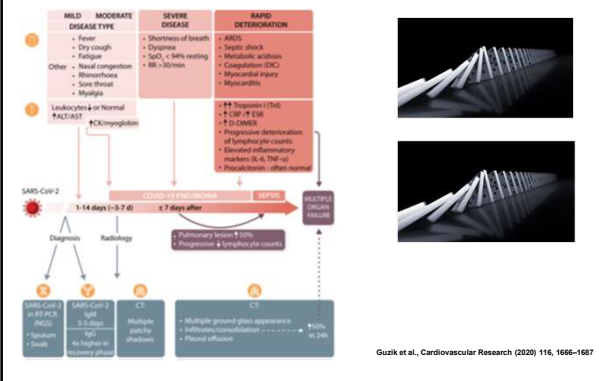 MILD MODERATE
DISEASE TYPE
• Fever
• Dry cough
• Fatigue
Other • Nasal congestion
• Rhinorrhoea
• Sore throat
• Myalgia
SEVERE
DISEASE
• Shortness of breath
• Dyspnea
• SpO₂ < 94% resting
• RR >30/min
RAPID
DETERIORATION
• ARDS
• Septic shock
• Metabolic acidosis
• Coagulation (DIC)
• Myocardial injury
• Myocarditis
Leukocytes↓ or Normal
↑ALT/AST
↑CK/myoglobin
• ↑↑ Troponin I (TnI)
• ↑ CRP /↑ ESR
• ↑ D-DIMER
• Progressive deterioration
of lymphocyte counts
• Elevated inflammatory
markers (IL-6, TNF-α)
• Procalcitonin - often normal
SARS-CoV-2
COVID-19 PNEUMONIA
SEPSIS
1-14 days (~3-7 d)
± 7 days after
MULTIPLE
ORGAN
FAILURE
• Pulmonary lesion ↑50%
• Progressive ↓ lymphocyte counts
Diagnosis
Radiology
SARS-CoV-2
in RT-PCR
(NGS)
• Sputum
• Swab
SARS-CoV-2
IgM
3-5 days
IgG
4x higher in
recovery phase
CT:
Multiple
patchy
shadows
CT:
• Multiple ground glass appearance
• Infiltrates/consolidation
• Pleural effusion
↑50%
in 24h
Guzik et al., Cardiovascular Research (2020) 116, 1666–1687